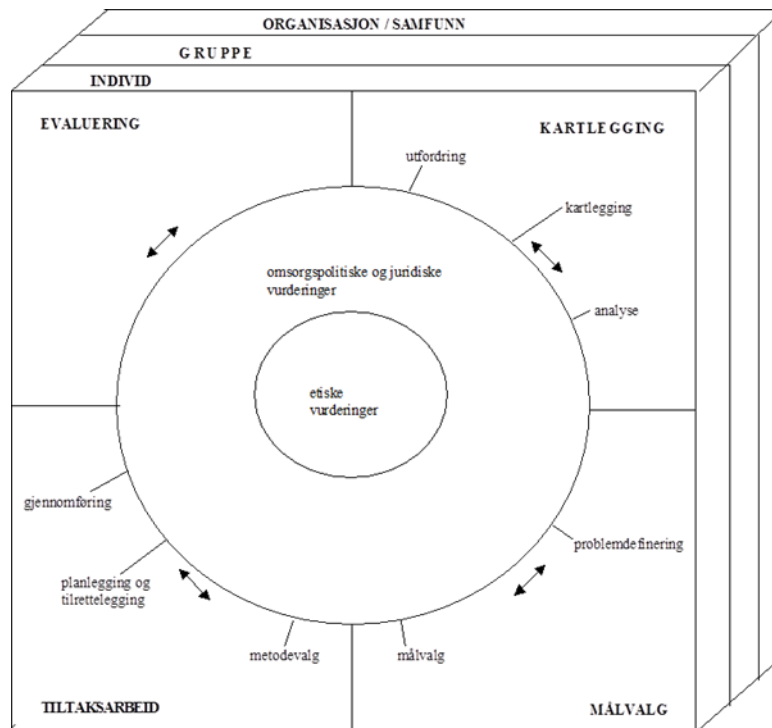 ORGANISASJON / SAMFUNN
GRUPPE
INDIVID
EVALUERING
KARTLEGGING
utfordring
kartlegging
omsorgspolitiske og juridiske
vurderinger
analyse
etiske
vurderinger
gjennomføring
problemdefinering
planlegging og
tilrettelegging
metodevalg
målvalg
TILTAKSARBEID
MÅLVALG